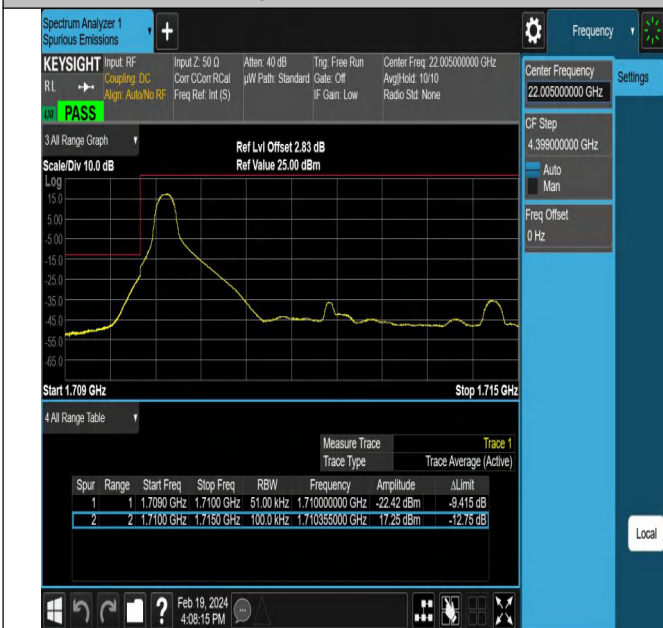 Spectrum Analyzer 1
Spurious Emissions
+
Frequency
KEYSIGHT Input: RF Input Z: 50 Ω Atten: 40 dB Trig: Free Run Center Freq: 22.005000000 GHz
RL Coupling: DC Corr CCorr RCal µW Path: Standard Gate: Off Avg|Hold: 10/10
Align: Auto/No RF Freq Ref: Int (S) IF Gain: Low Radio Std: None
PASS
Center Frequency
22.005000000 GHz
Settings
CF Step
4.399000000 GHz
Auto
Man
Freq Offset
0 Hz
3 All Range Graph
Ref Lvl Offset 2.83 dB
Scale/Div 10.0 dB Ref Value 25.00 dBm
Log
15.0
5.00
-5.00
-15.0
-25.0
-35.0
-45.0
-55.0
-65.0
Start 1.709 GHz Stop 1.715 GHz
4 All Range Table
Measure Trace Trace 1
Trace Type Trace Average (Active)
Spur Range Start Freq Stop Freq RBW Frequency Amplitude ΔLimit
1 1 1.7090 GHz 1.7100 GHz 51.00 kHz 1.710000000 GHz -22.42 dBm -9.415 dB
2 2 1.7100 GHz 1.7150 GHz 100.0 kHz 1.710355000 GHz 17.25 dBm -12.75 dB
Local
? Feb 19, 2024
4:08:15 PM